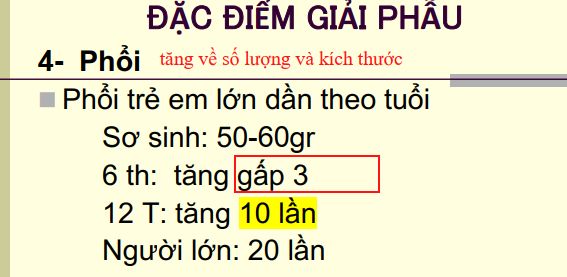 ĐẶC ĐIỂM GIẢI PHẪU
4- Phổi tăng về số lượng và kích thước
Phổi trẻ em lớn dần theo tuổi
Sơ sinh: 50-60gr
6 th: tăng gấp 3
12 T: tăng 10 lần
Người lớn: 20 lần